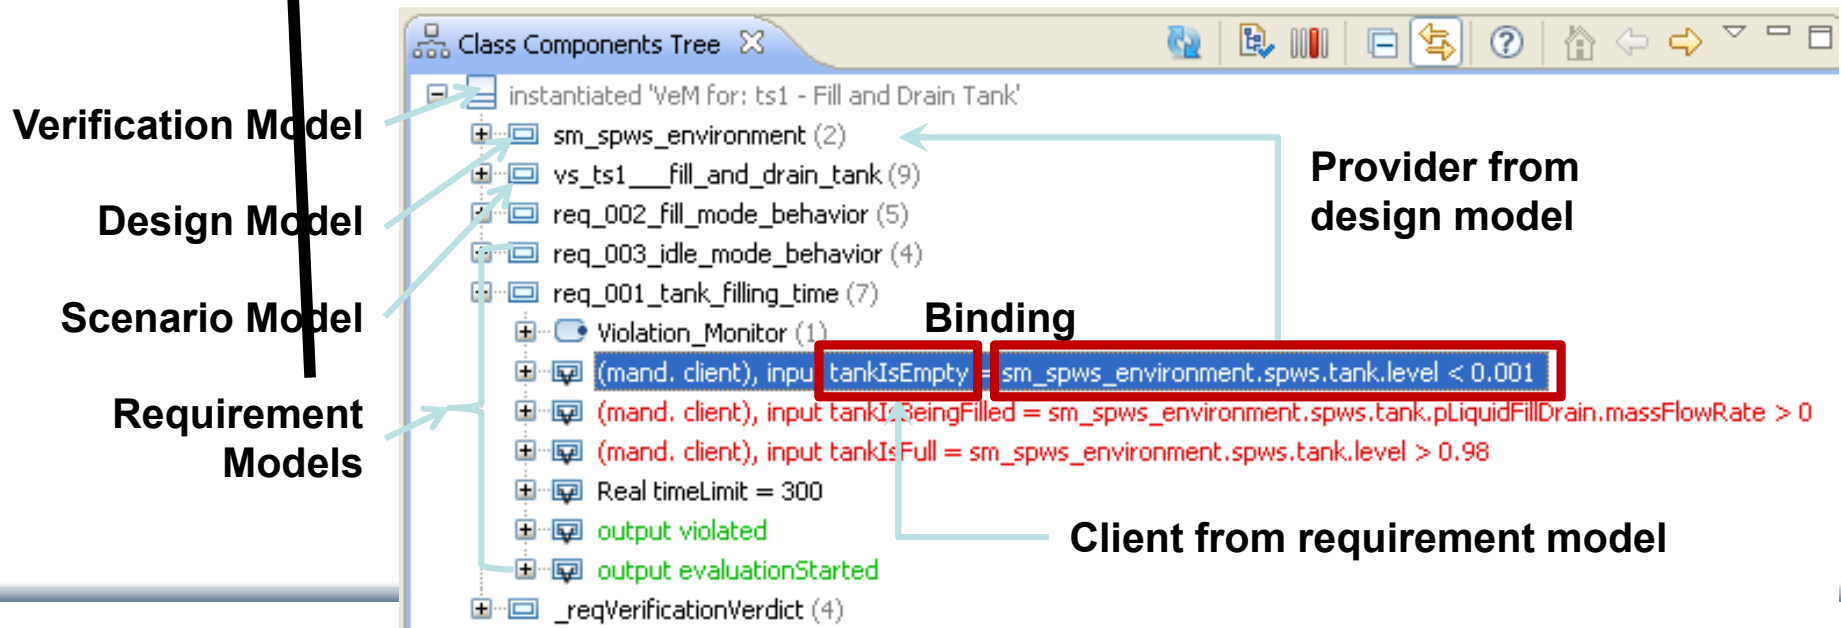 Class Components Tree
instantiated 'VeM for: ts1 - Fill and Drain Tank'
Verification Model
sm_spws_environment (2)
Provider from
design model
vs_ts1___fill_and_drain_tank (9)
Design Model
req_002_fill_mode_behavior (5)
req_003_idle_mode_behavior (4)
req_001_tank_filling_time (7)
Scenario Model
Binding
Violation_Monitor (1)
(mand. client), input tankIsEmpty = sm_spws_environment.spws.tank.level < 0.001
(mand. client), input tankIsBeingFilled = sm_spws_environment.spws.tank.pLiquidFillDrain.massFlowRate > 0
Requirement
Models
(mand. client), input tankIsFull = sm_spws_environment.spws.tank.level > 0.98
Real timeLimit = 300
output violated
Client from requirement model
output evaluationStarted
_reqVerificationVerdict (4)